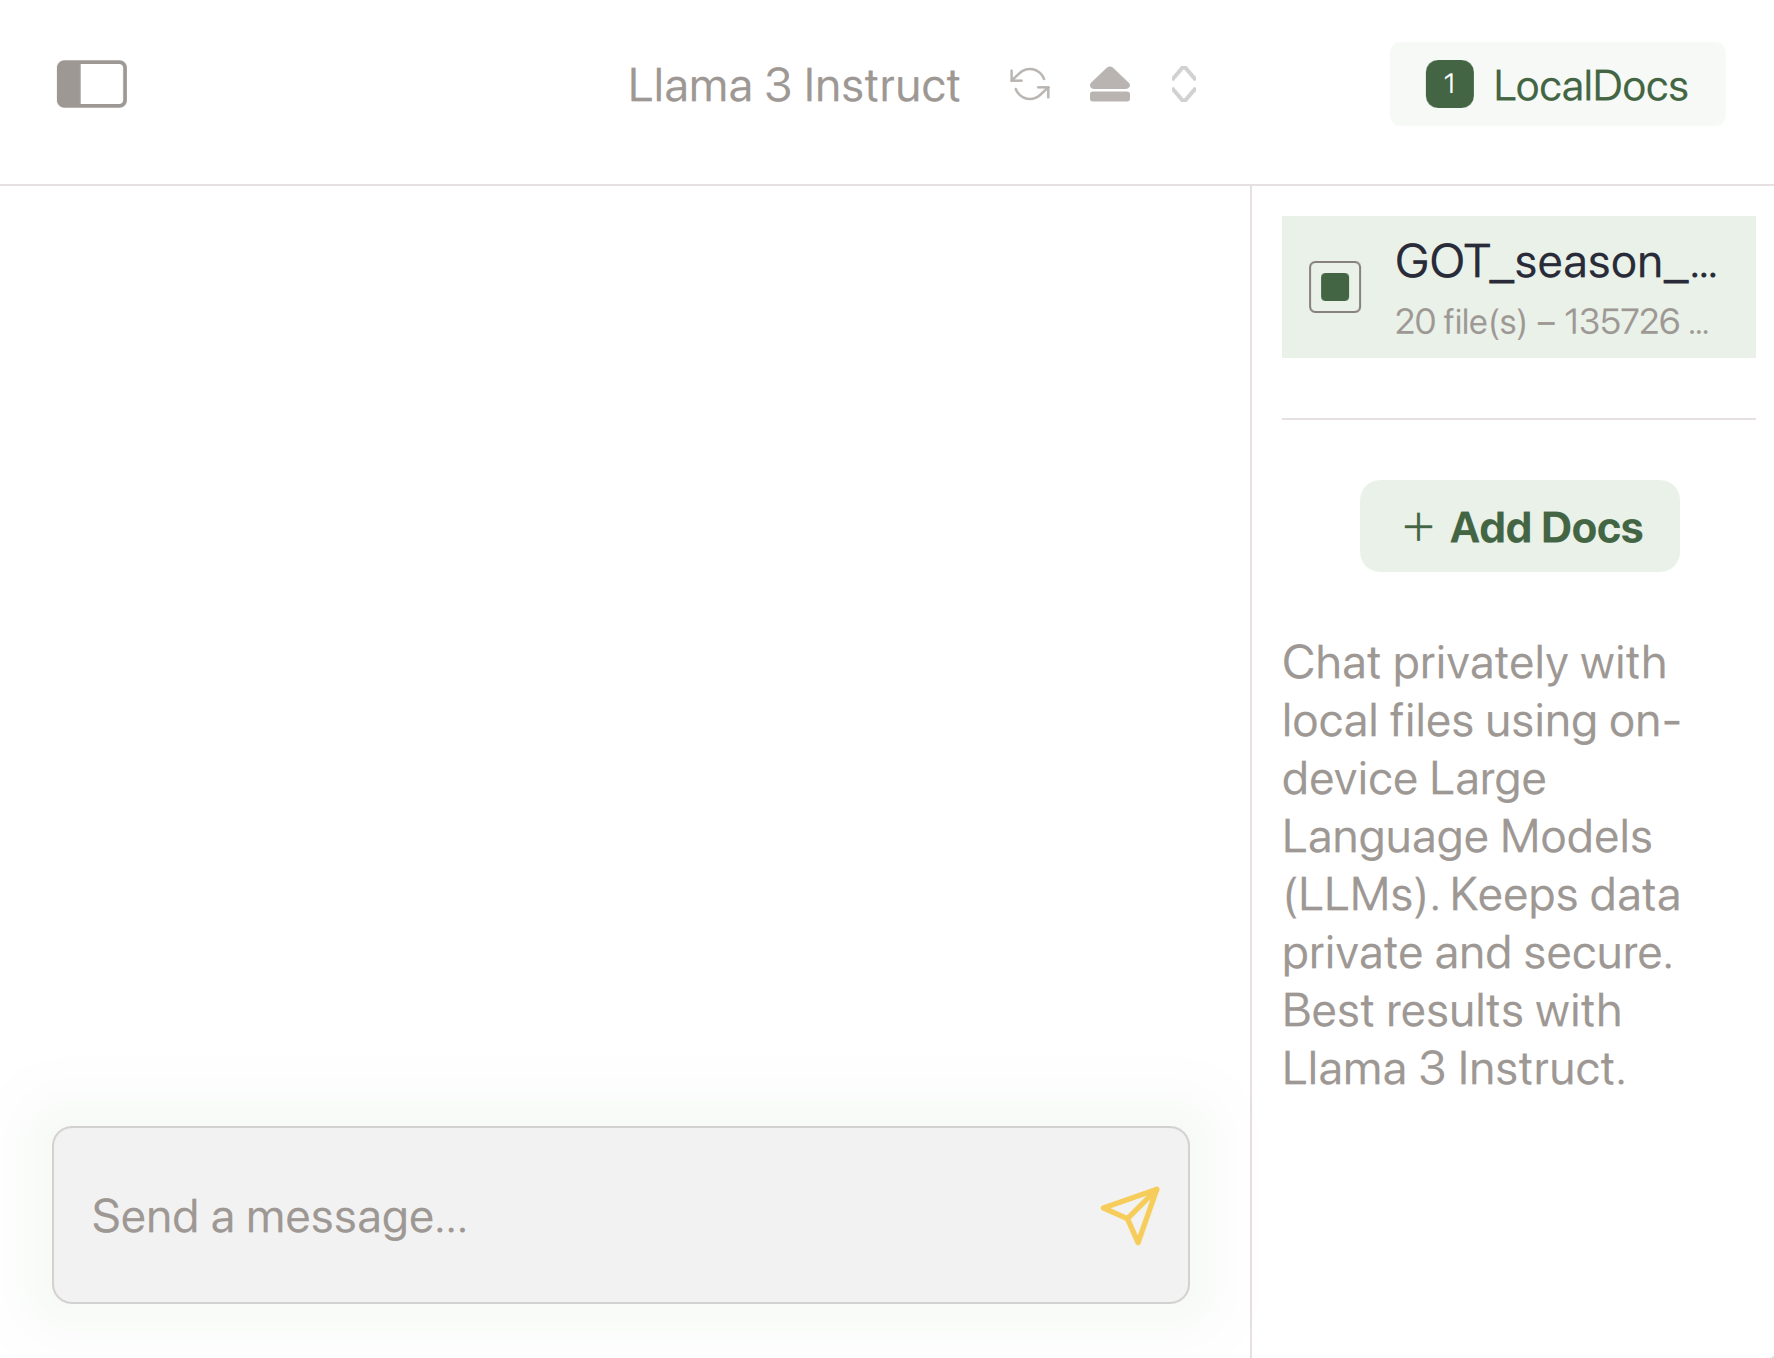 Llama 3 Instruct
1 LocalDocs
GOT_season_...
20 file(s) – 135726 ...
+ Add Docs
Chat privately with
local files using on-
device Large
Language Models
(LLMs). Keeps data
private and secure.
Best results with
Llama 3 Instruct.
Send a message...